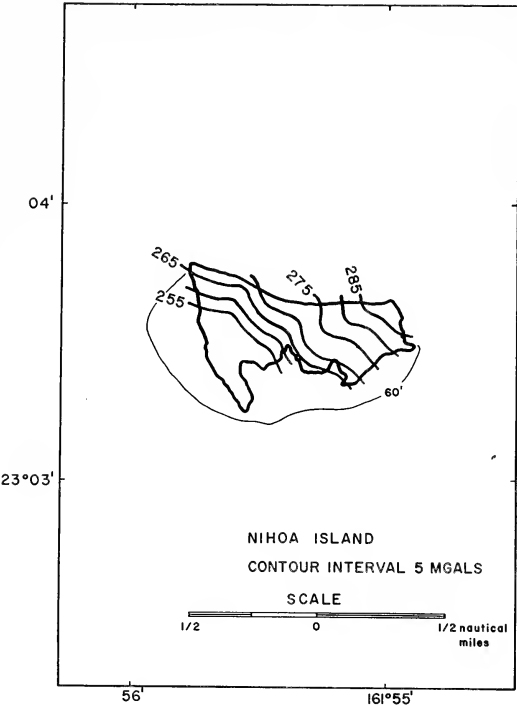 04'
265
255
275
285
60'
23°03'
NIHOA ISLAND
CONTOUR INTERVAL 5 MGALS
SCALE
1/2 0 1/2 nautical
miles
56' 161°55'